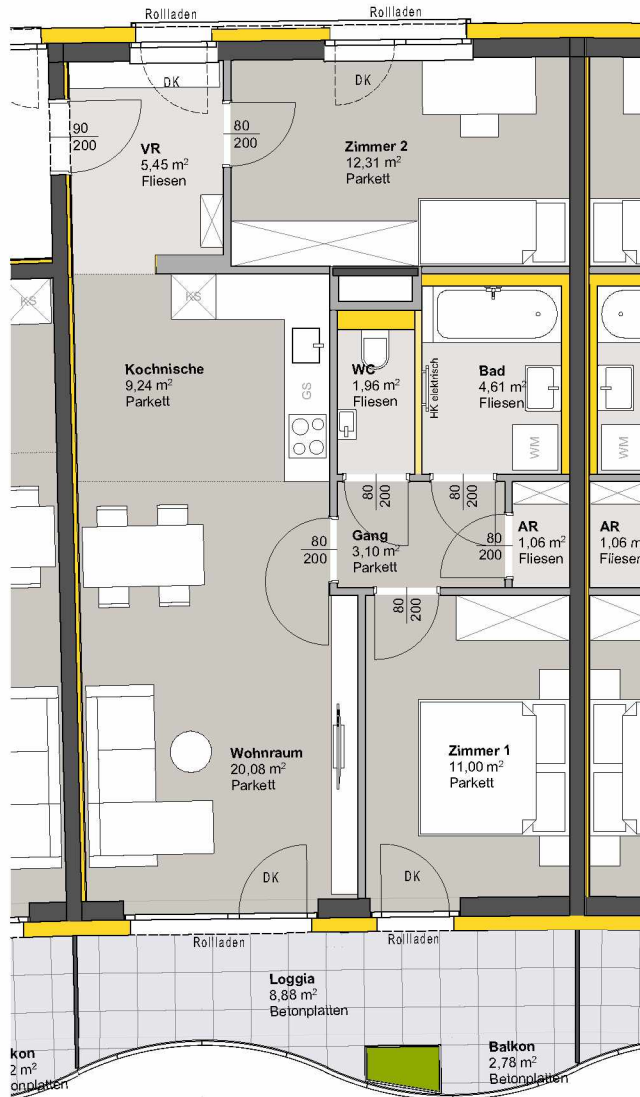 Rollladen
Rollladen
DK
DK
90
200
80
200
VR
5,45 m²
Fliesen
Zimmer 2
12,31 m²
Parkett
KS
KS
Kochnische
9,24 m²
Parkett
GS
WC
1,96 m²
Fliesen
HK elektrisch
Bad
4,61 m²
Fliesen
WM
WM
80
200
80
200
80
200
Gang
3,10 m²
Parkett
80
200
AR
1,06 m²
Fliesen
AR
1,06 m
Fliesen
80
200
Wohnraum
20,08 m²
Parkett
Zimmer 1
11,00 m²
Parkett
DK
DK
Rollladen
Rollladen
Loggia
8,88 m²
Betonplatten
kon
2 m²
tonplatten
Balkon
2,78 m²
Betonplatten